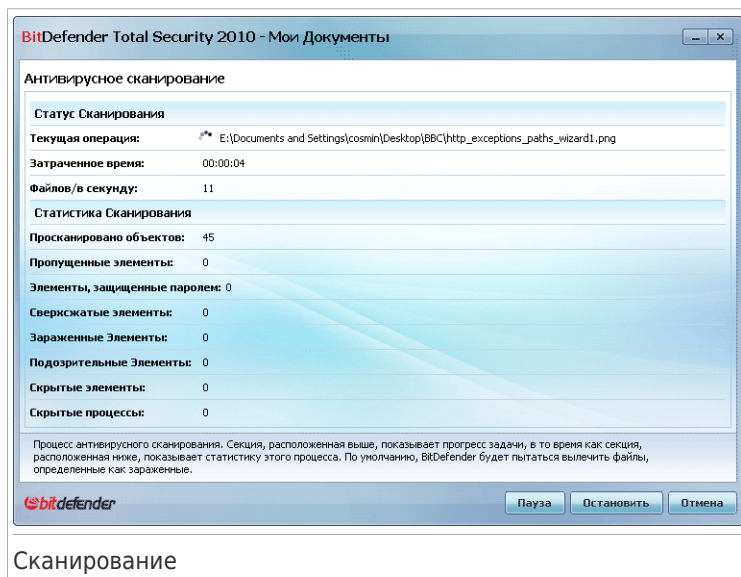 BitDefender Total Security 2010 - Мои Документы
Антивирусное сканирование
Статус Сканирования
Текущая операция: E:\Documents and Settings\cosmin\Desktop\BBC\http_exceptions_paths_wizard1.png
Затраченное время: 00:00:04
Файлов/в секунду: 11
Статистика Сканирования
Просканировано объектов: 45
Пропущенные элементы: 0
Элементы, защищенные паролем: 0
Сверхсжатые элементы: 0
Зараженные Элементы: 0
Подозрительные Элементы: 0
Скрытые элементы: 0
Скрытые процессы: 0
Процесс антивирусного сканирования. Секция, расположенная выше, показывает прогресс задачи, в то время как секция,
расположенная ниже, показывает статистику этого процесса. По умолчанию, BitDefender будет пытаться вылечить файлы,
определенные как зараженные.
bitdefender Пауза Остановить Отмена
Сканирование